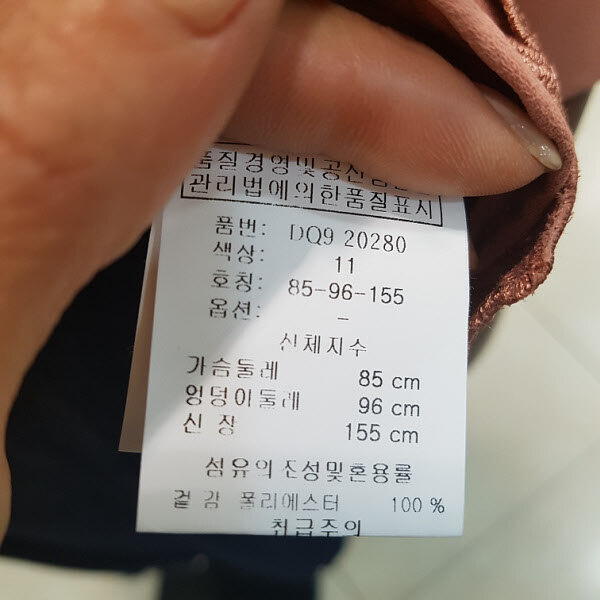 품질경영및공산품안전
관리법에의한품질표시
품번: DQ9 20280
색상: 11
호칭: 85-96-155
옵션: -
신체치수
가슴둘레 85 cm
엉덩이둘레 96 cm
신 장 155 cm
섬유의 조성및혼용률
겉 감 폴리에스터 100 %
취급주의